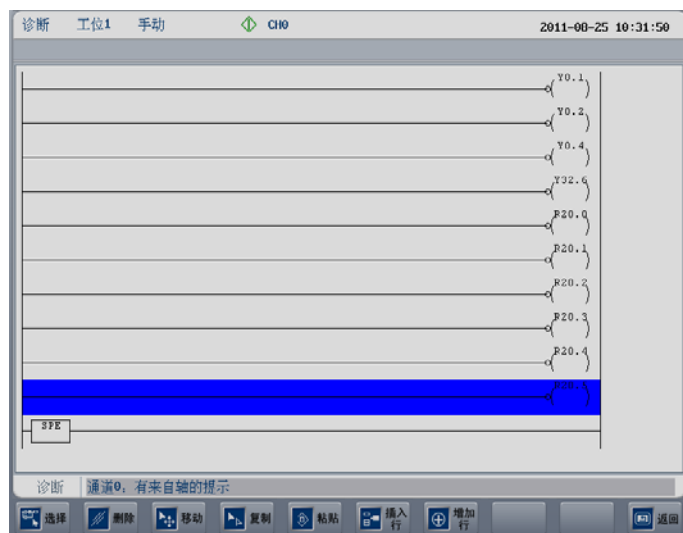 诊断 工位1 手动 CH0 2011-08-25 10:31:50
Y0.1
Y0.2
Y0.4
Y32.6
R20.0
R20.1
R20.2
R20.3
R20.4
SPE
诊断 通道0，有来自轴的提示
选择 删除 移动 复制 粘贴 插入行 增加行 返回